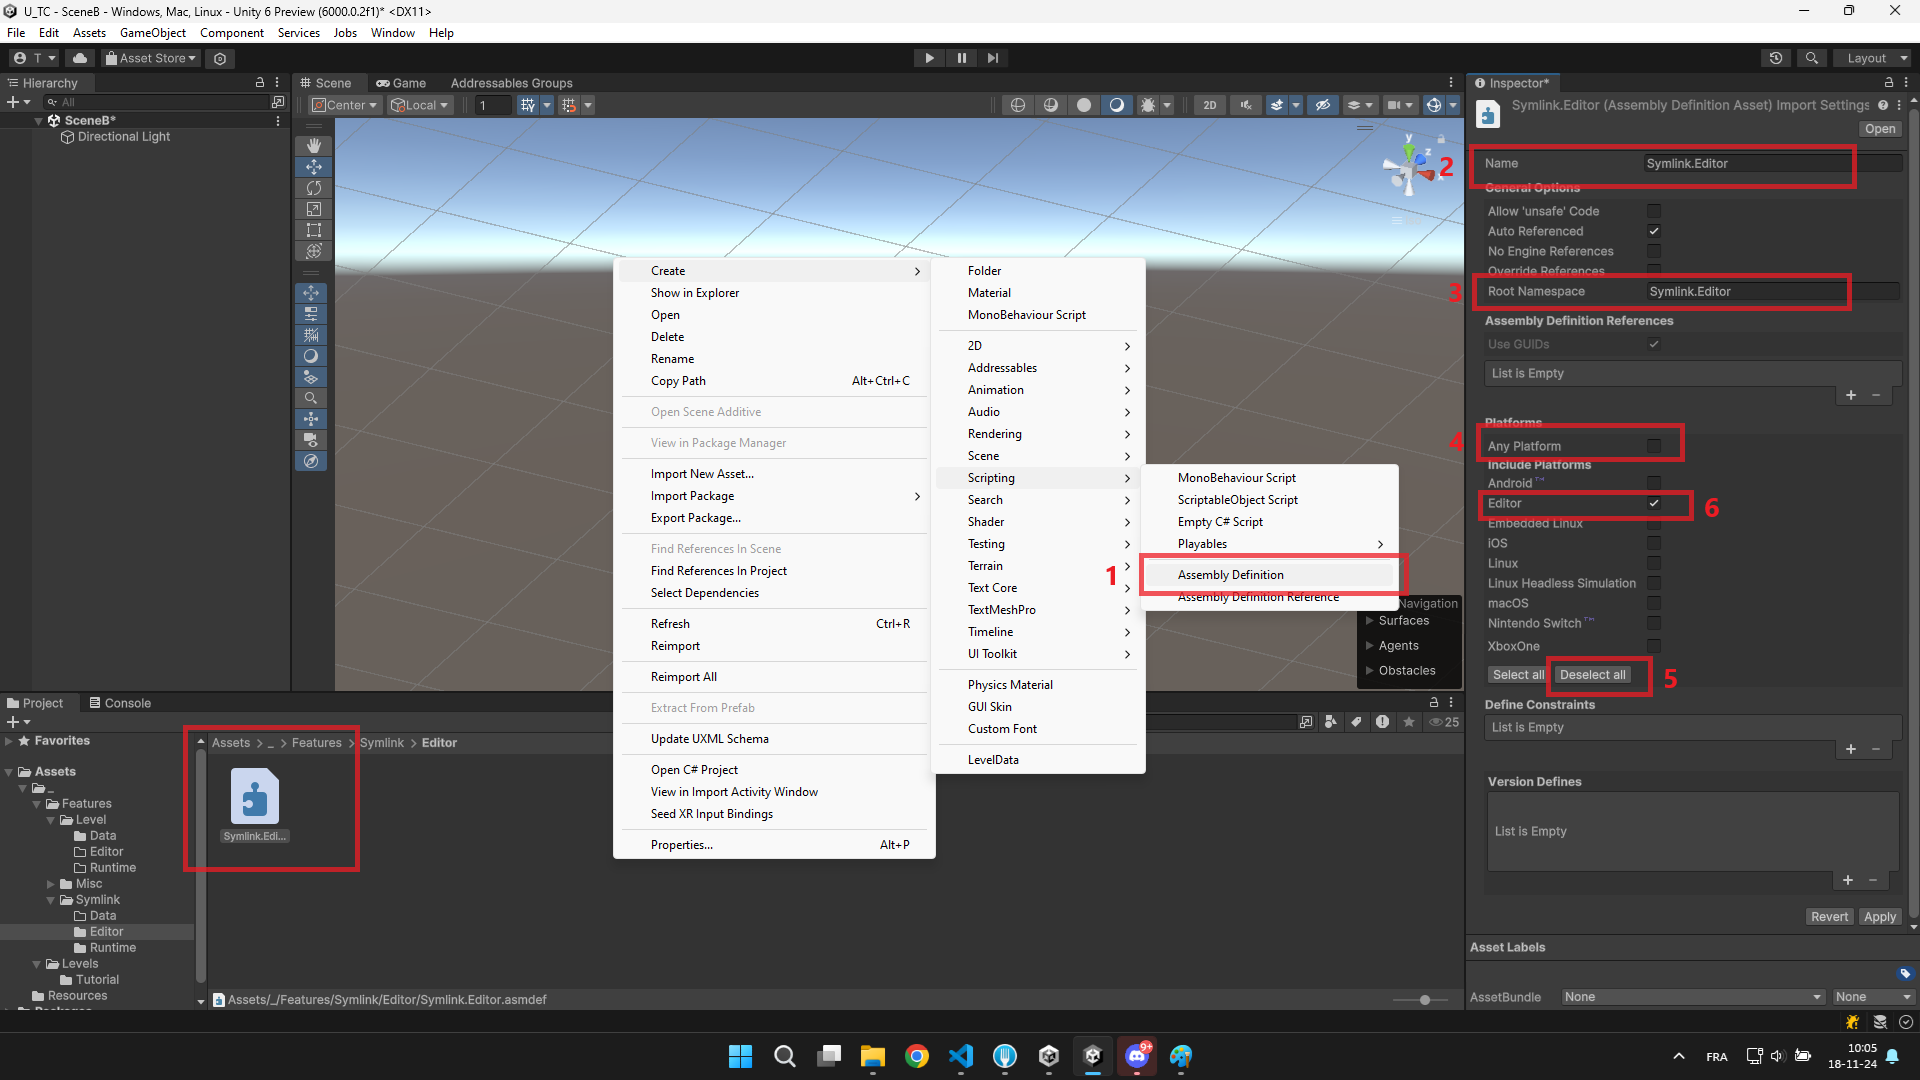 U_TC - SceneB - Windows, Mac, Linux - Unity 6 Preview (6000.0.2f1)* <DX11>
File Edit Assets GameObject Component Services Jobs Window Help
T Asset Store Layout
Hierarchy
All
SceneB*
Directional Light
Scene Game Addressables Groups
Center Local 1 2D
y
z
x
2
3
4
1
6
5
Create
Show in Explorer
Open
Delete
Rename
Copy Path Alt+Ctrl+C
Open Scene Additive
View in Package Manager
Import New Asset...
Import Package
Export Package...
Find References In Scene
Find References In Project
Select Dependencies
Refresh Ctrl+R
Reimport
Reimport All
Extract From Prefab
Update UXML Schema
Open C# Project
View in Import Activity Window
Seed XR Input Bindings
Properties... Alt+P
Folder
Material
MonoBehaviour Script
2D
Addressables
Animation
Audio
Rendering
Scene
Scripting
Search
Shader
Testing
Terrain
Text Core
TextMeshPro
Timeline
UI Toolkit
Physics Material
GUI Skin
Custom Font
LevelData
MonoBehaviour Script
ScriptableObject Script
Empty C# Script
Playables
Assembly Definition
Assembly Definition Reference
Navigation
Surfaces
Agents
Obstacles
Inspector*
Symlink.Editor (Assembly Definition Asset) Import Settings
Open
Name Symlink.Editor
General Options
Allow 'unsafe' Code
Auto Referenced
No Engine References
Override References
Root Namespace Symlink.Editor
Assembly Definition References
Use GUIDs
List is Empty
Platforms
Any Platform
Include Platforms
Android™
Editor
Embedded Linux
iOS
Linux
Linux Headless Simulation
macOS
Nintendo Switch™
XboxOne
Select all Deselect all
Define Constraints
List is Empty
Version Defines
List is Empty
Revert Apply
Asset Labels
AssetBundle None None
Project Console
25
Favorites
Assets
_
Features
Level
Data
Editor
Runtime
Misc
Symlink
Data
Editor
Runtime
Levels
Tutorial
Resources
Packages
Assets > _ > Features > Symlink > Editor
Symlink.Edi...
Assets/_/Features/Symlink/Editor/Symlink.Editor.asmdef
9+
FRA
10:05
18-11-24